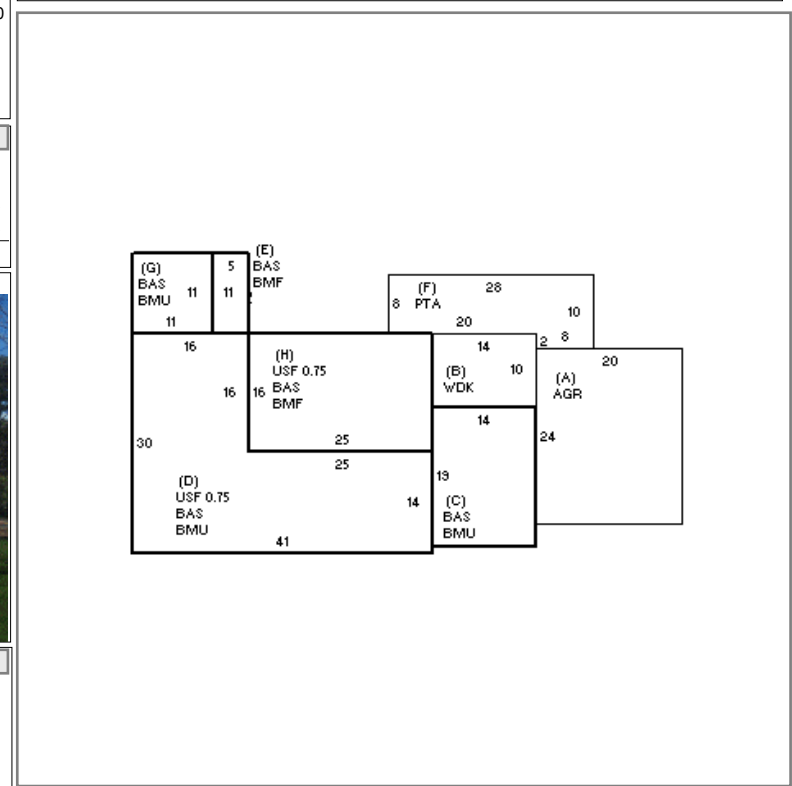 (E)
BAS
BMF
5
11
(G)
BAS
BMU
11
11
(F)
PTA
28
8
10
20
2
8
16
16
30
(H)
USF 0.75
BAS
BMF
16
25
14
10
(B)
WDK
20
(A)
AGR
24
14
19
(C)
BAS
BMU
25
14
(D)
USF 0.75
BAS
BMU
41